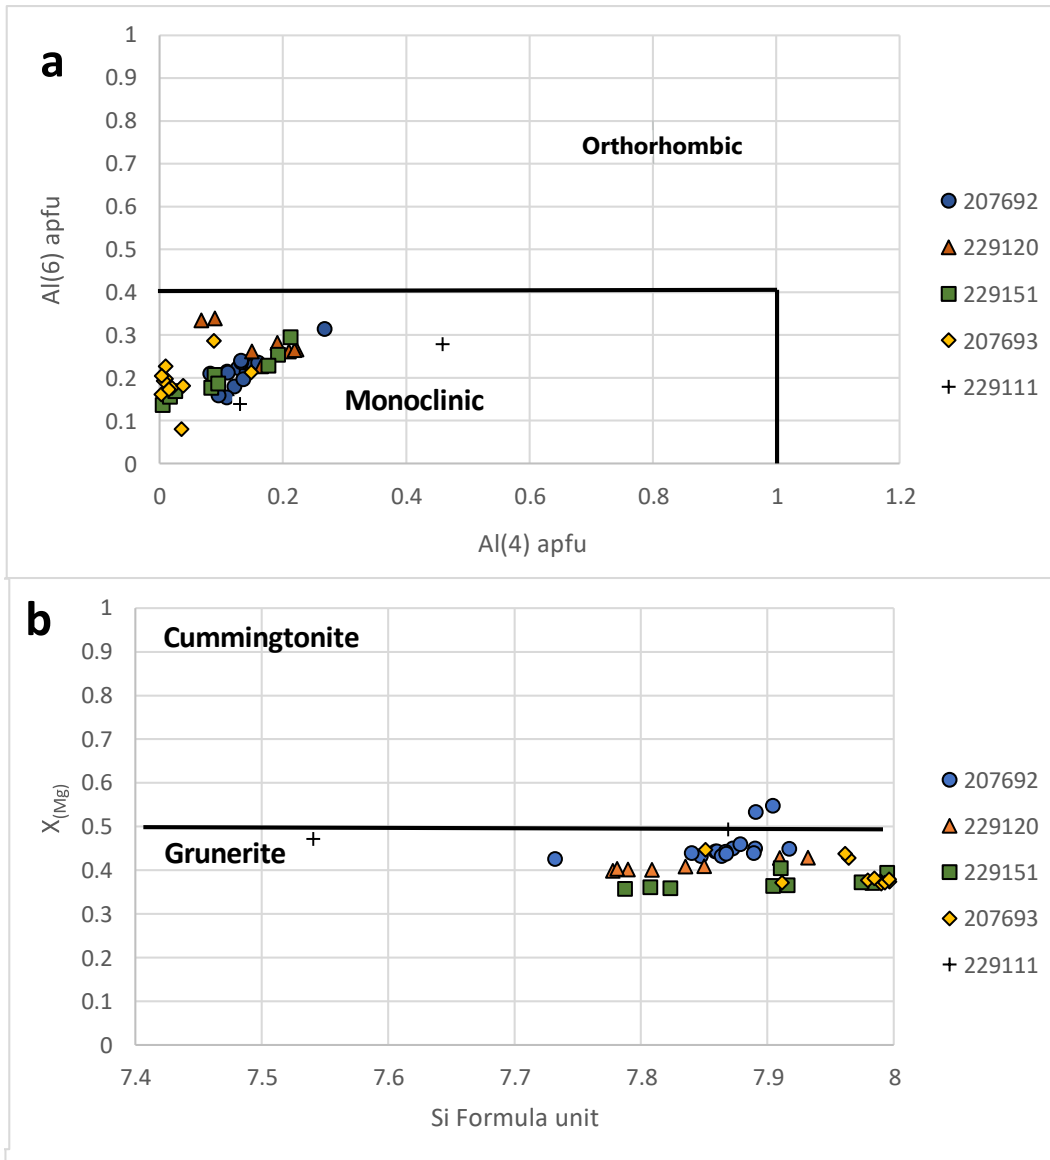 a
1
0.9
0.8
0.7
0.6
0.5
0.4
0.3
0.2
0.1
0
Al(6) apfu
Orthorhombic
Monoclinic
0 0.2 0.4 0.6 0.8 1 1.2
Al(4) apfu
207692
229120
229151
207693
229111
b
1
0.9
0.8
0.7
0.6
0.5
0.4
0.3
0.2
0.1
0
X(Mg)
Cummingtonite
Grunerite
7.4 7.5 7.6 7.7 7.8 7.9 8
Si Formula unit
207692
229120
229151
207693
229111